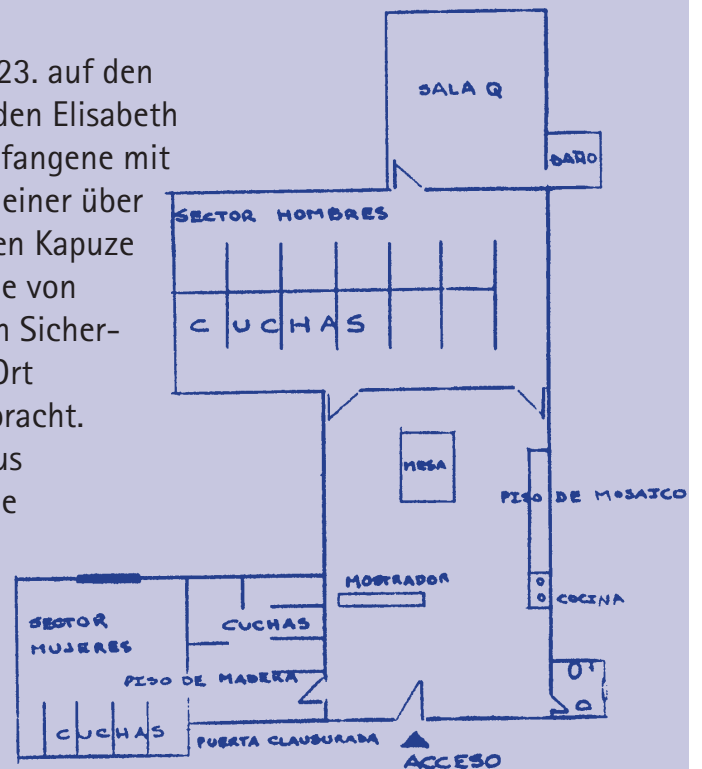 23. auf den
den Elisabeth
fangene mit
einer über
en Kapuze
e von
n Sicher-
Ort
bracht.
us
e
SALA Q
BAÑO
SECTOR HOMBRES
CUCHAS
MESA
PISO DE MOSAICO
MOSTRADOR
COCINA
SECTOR
MUJERES
CUCHAS
PISO DE MADERA
CUCHAS
PUERTA CLAUSURADA
ACCESO